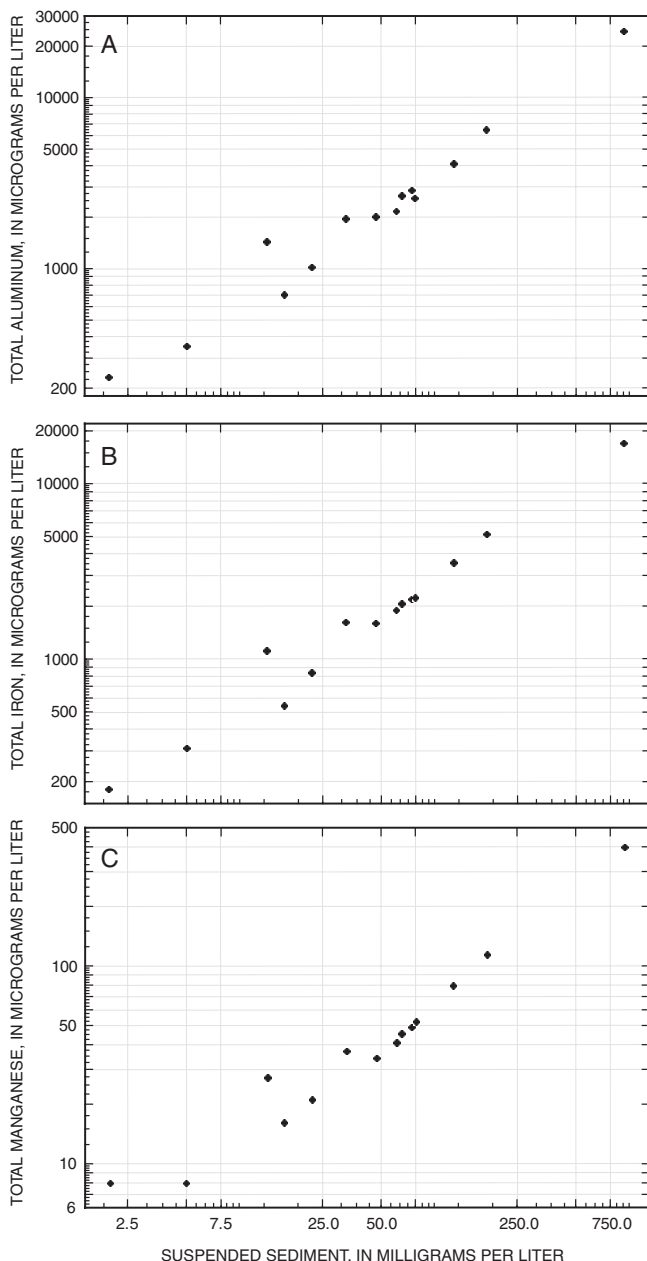 A
30000
20000
10000
5000
1000
200
TOTAL ALUMINUM, IN MICROGRAMS PER LITER
B
20000
10000
5000
1000
500
200
TOTAL IRON, IN MICROGRAMS PER LITER
C
500
100
50
10
6
TOTAL MANGANESE, IN MICROGRAMS PER LITER
2.5 7.5 25.0 50.0 250.0 750.0
SUSPENDED SEDIMENT, IN MILLIGRAMS PER LITER